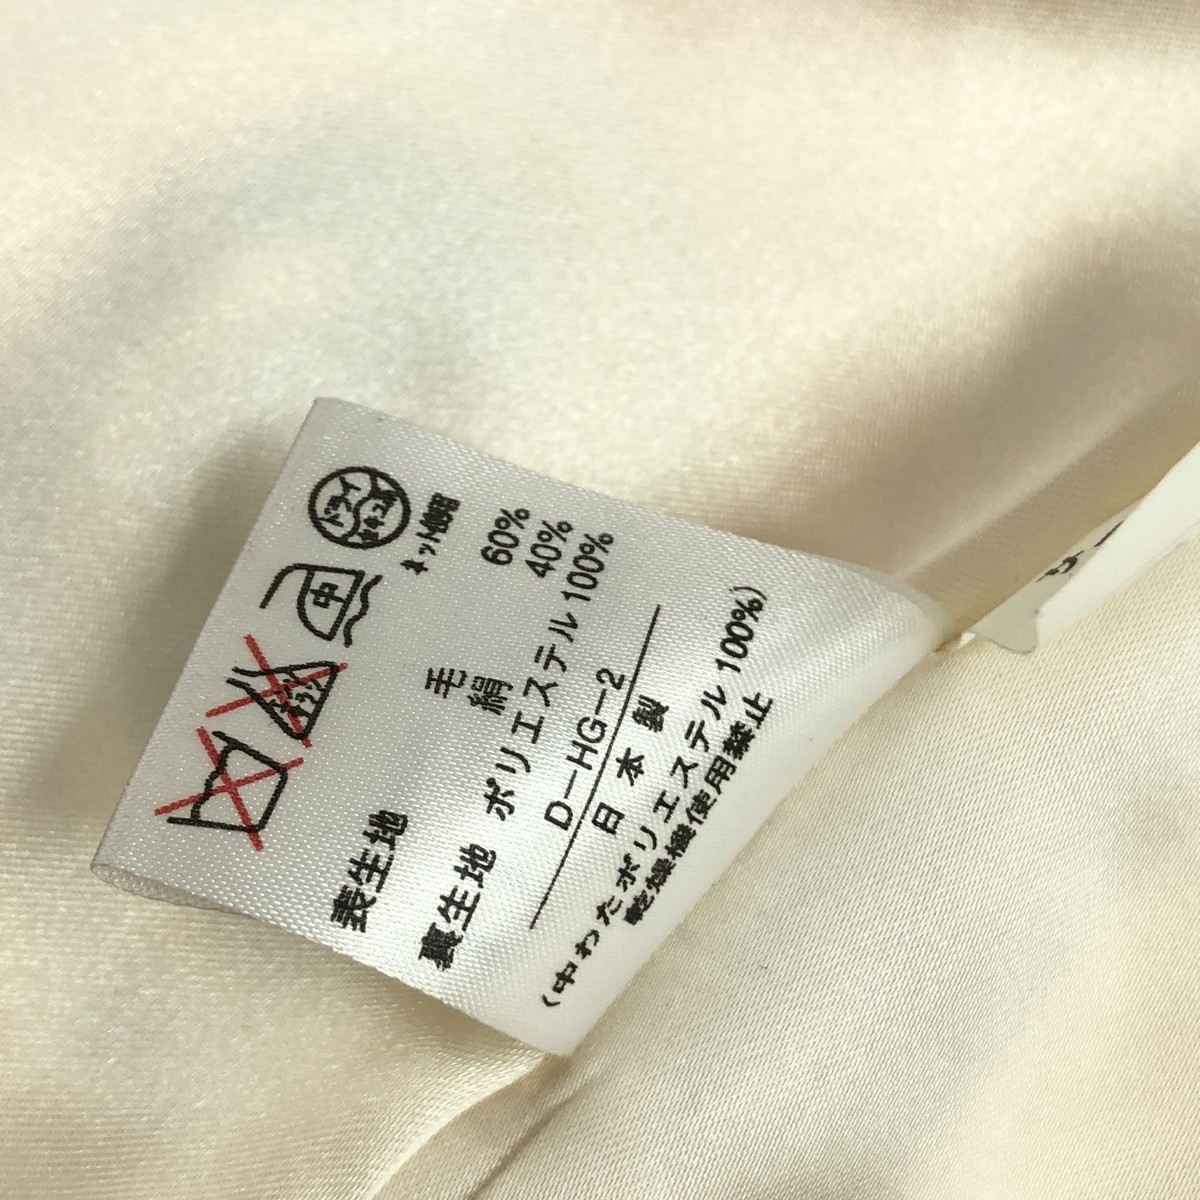 ドライ
セキユ系
ネット使用
中
表生地 毛 60%
絹 40%
裏生地 ポリエステル 100%
D-HG-2
日本製
(中わたポリエステル 100%)
乾燥機使用禁止